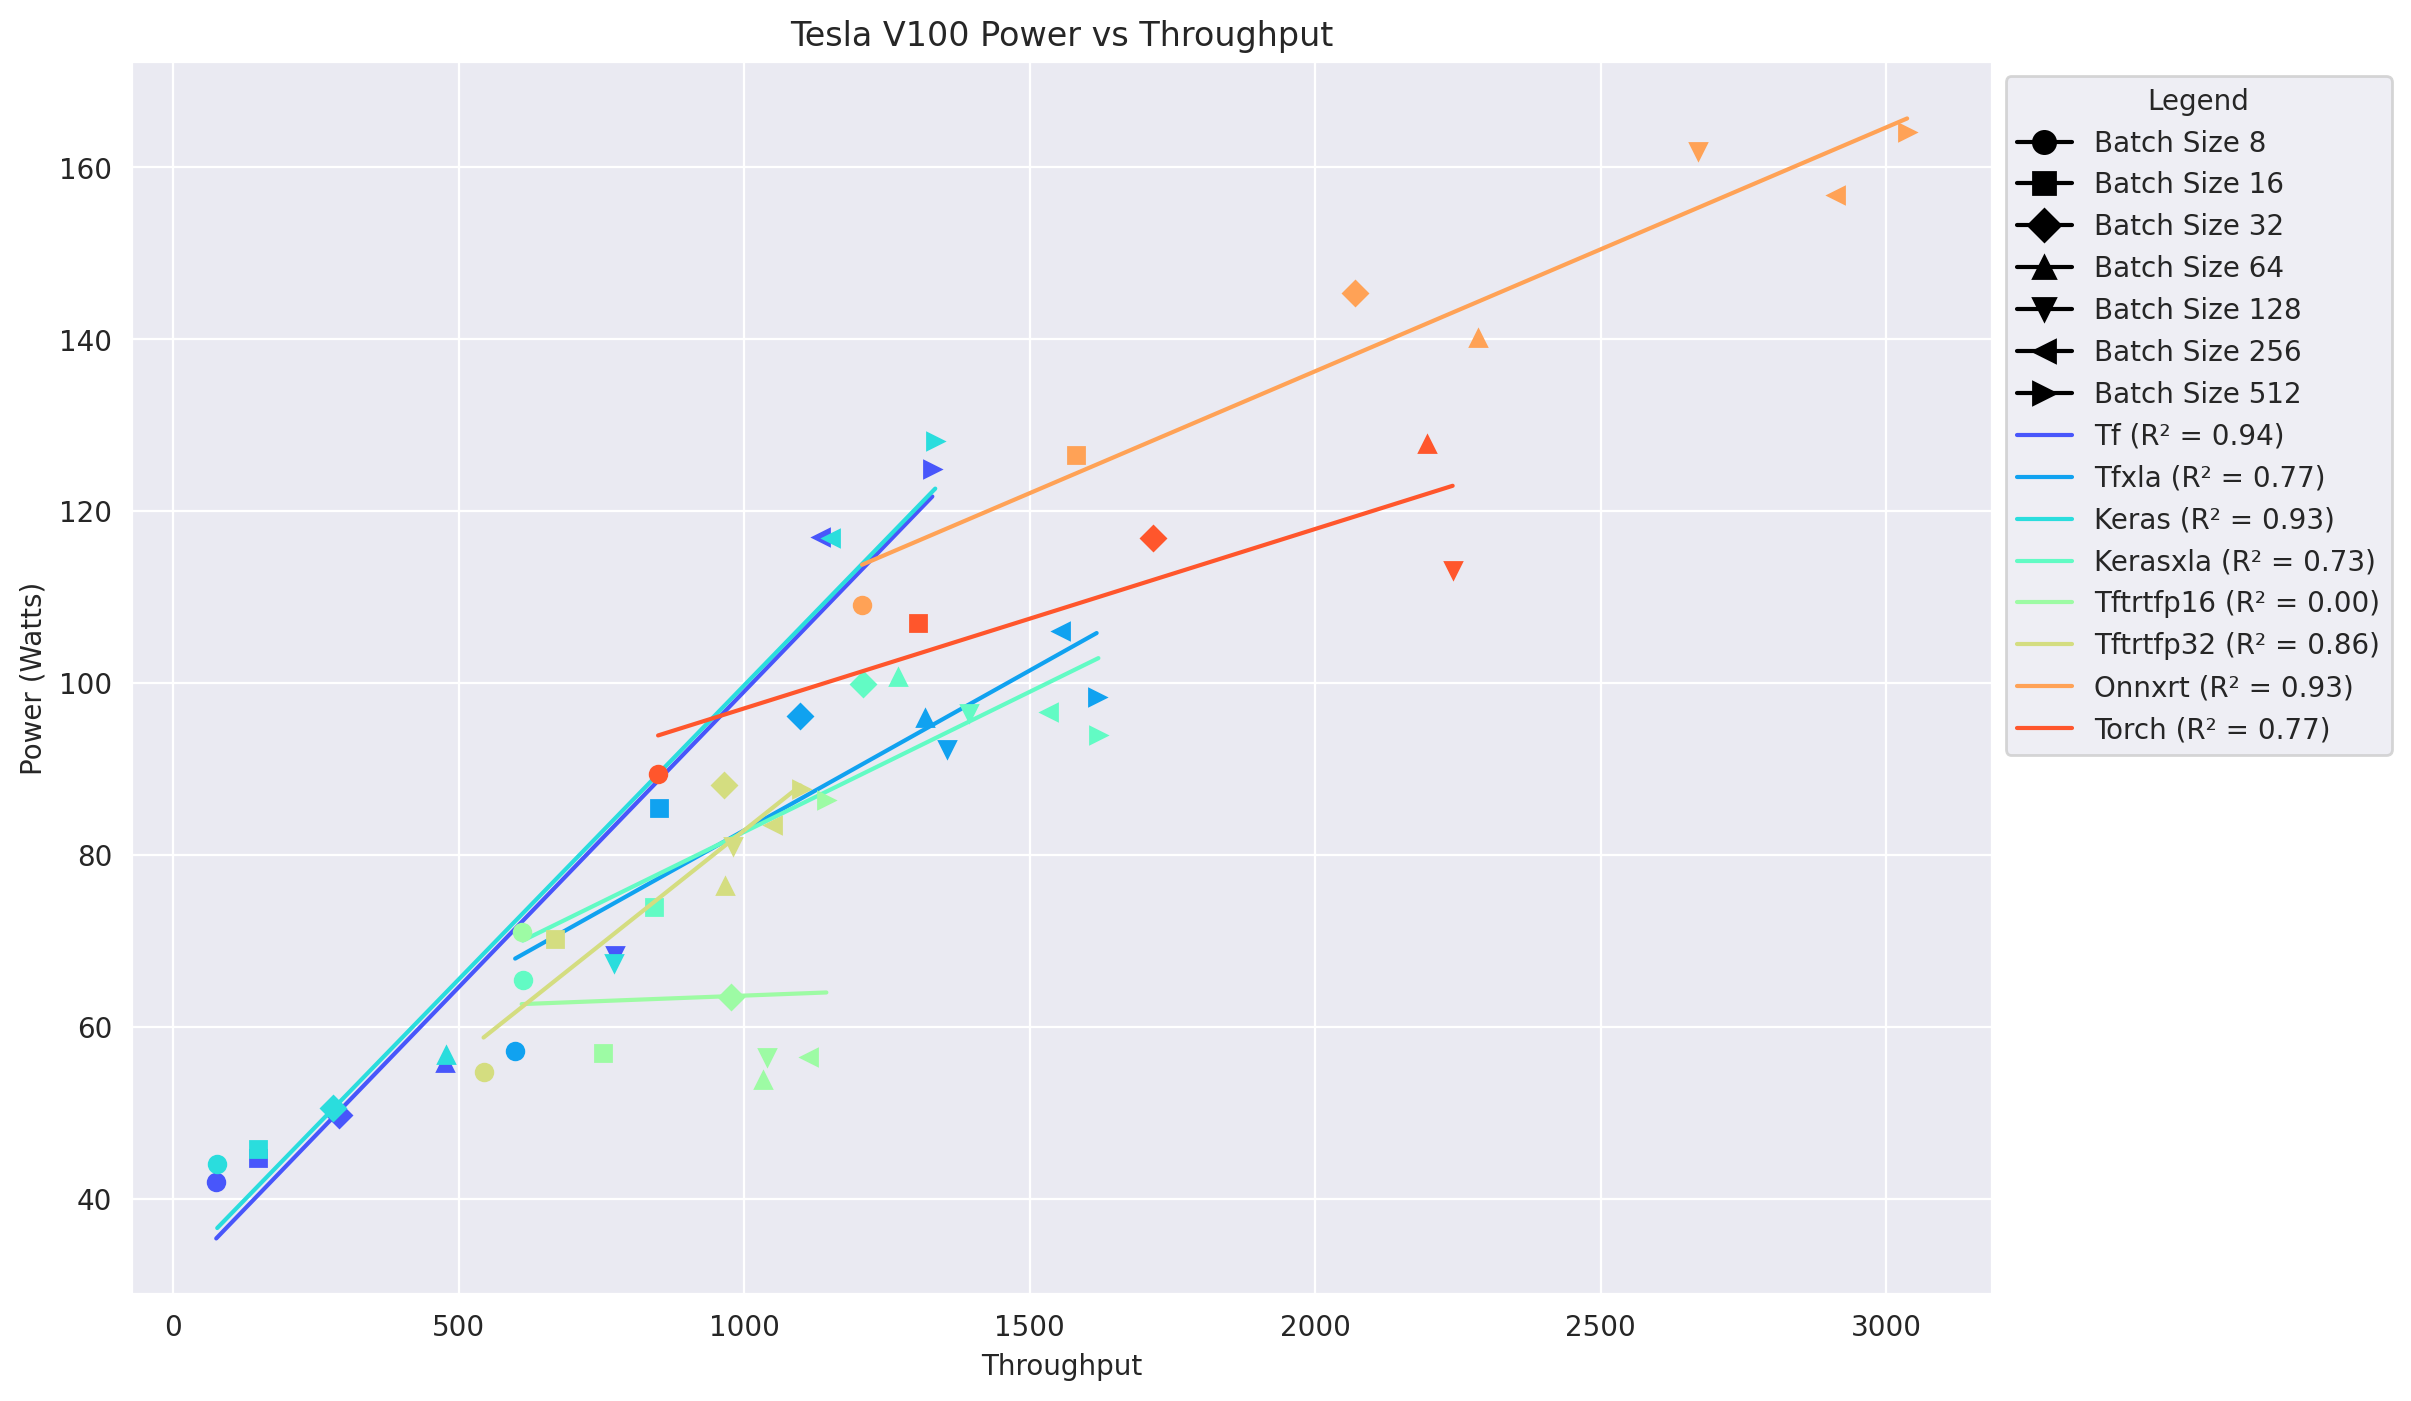 Tesla V100 Power vs Throughput
Legend
Batch Size 8
Batch Size 16
Batch Size 32
Batch Size 64
Batch Size 128
Batch Size 256
Batch Size 512
Tf (R² = 0.94)
Tfxla (R² = 0.77)
Keras (R² = 0.93)
Kerasxla (R² = 0.73)
Tftrtfp16 (R² = 0.00)
Tftrtfp32 (R² = 0.86)
Onnxrt (R² = 0.93)
Torch (R² = 0.77)
Power (Watts)
160
140
120
100
80
60
40
0 500 1000 1500 2000 2500 3000
Throughput